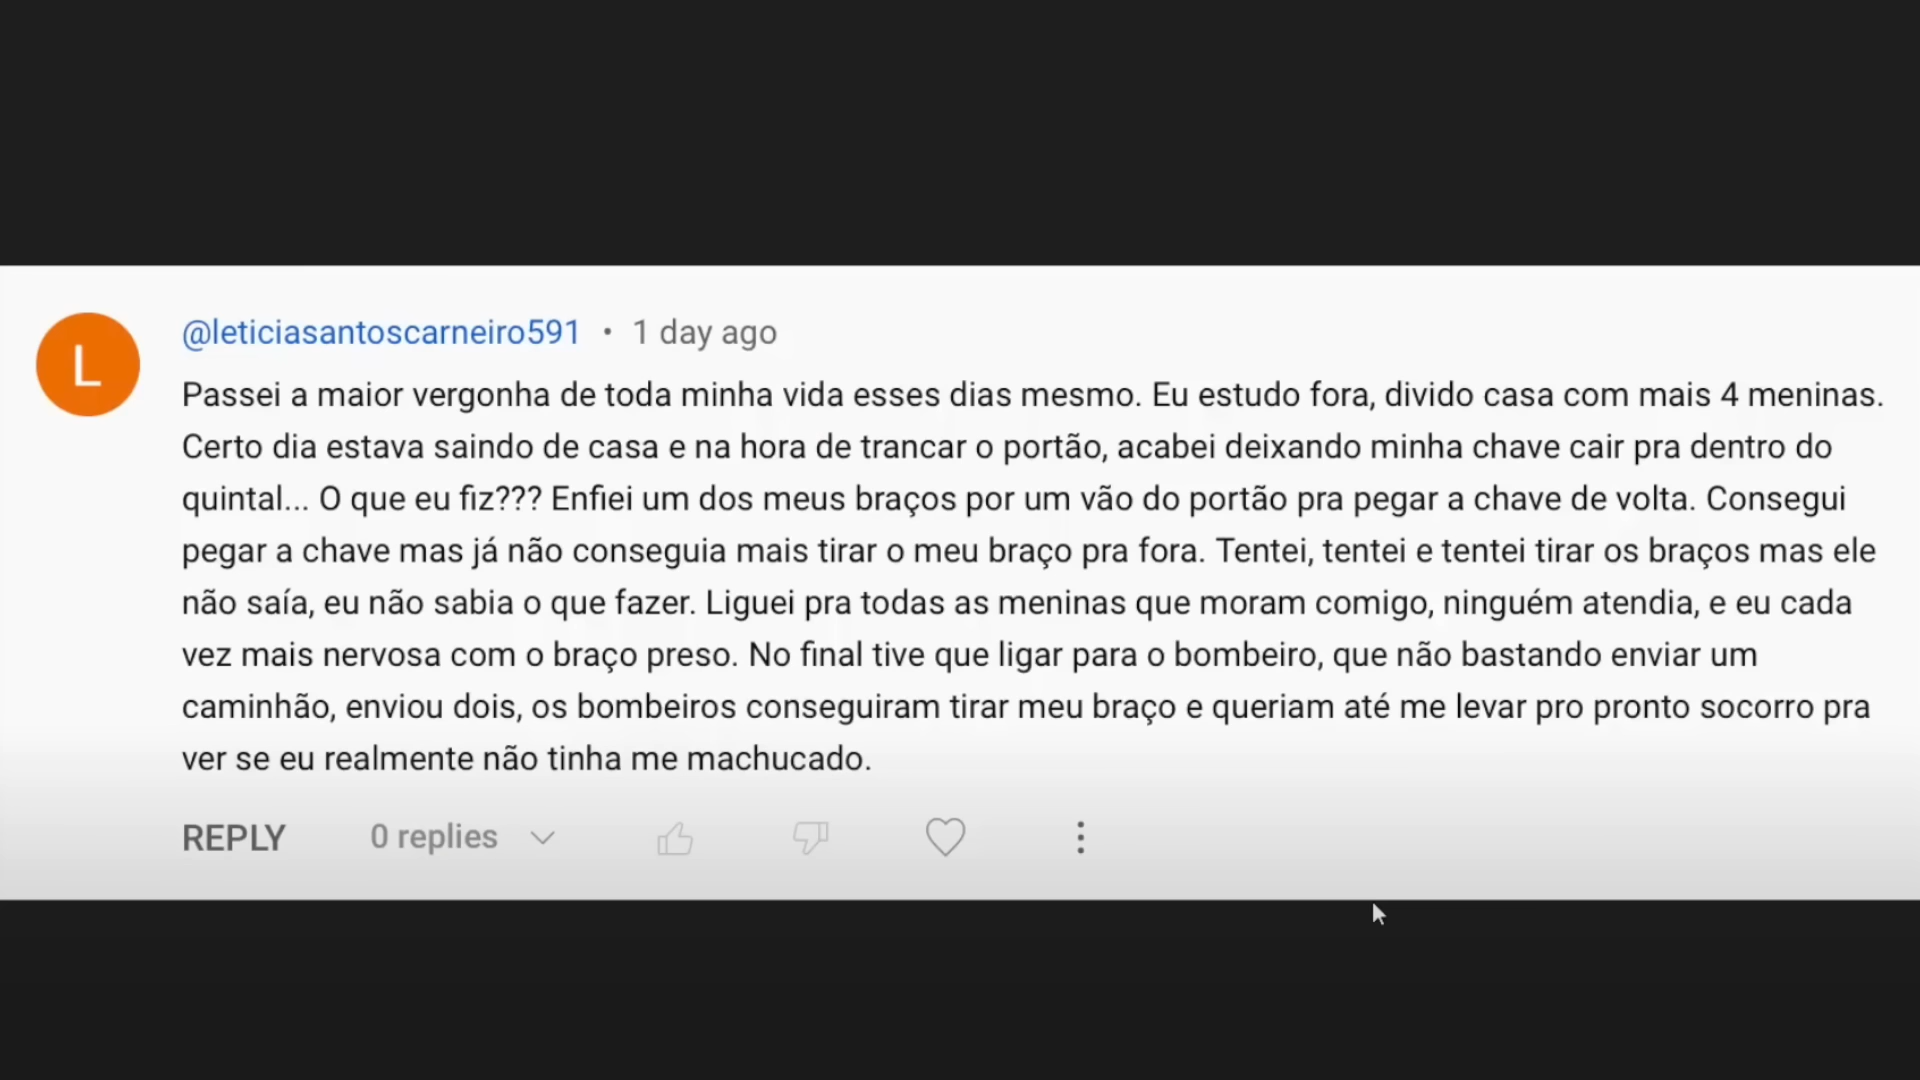 L
@leticiasantoscarneiro591 • 1 day ago
Passei a maior vergonha de toda minha vida esses dias mesmo. Eu estudo fora, divido casa com mais 4 meninas.
Certo dia estava saindo de casa e na hora de trancar o portão, acabei deixando minha chave cair pra dentro do
quintal... O que eu fiz??? Enfiei um dos meus braços por um vão do portão pra pegar a chave de volta. Consegui
pegar a chave mas já não conseguia mais tirar o meu braço pra fora. Tentei, tentei e tentei tirar os braços mas ele
não saía, eu não sabia o que fazer. Liguei pra todas as meninas que moram comigo, ninguém atendia, e eu cada
vez mais nervosa com o braço preso. No final tive que ligar para o bombeiro, que não bastando enviar um
caminhão, enviou dois, os bombeiros conseguiram tirar meu braço e queriam até me levar pro pronto socorro pra
ver se eu realmente não tinha me machucado.
REPLY 0 replies